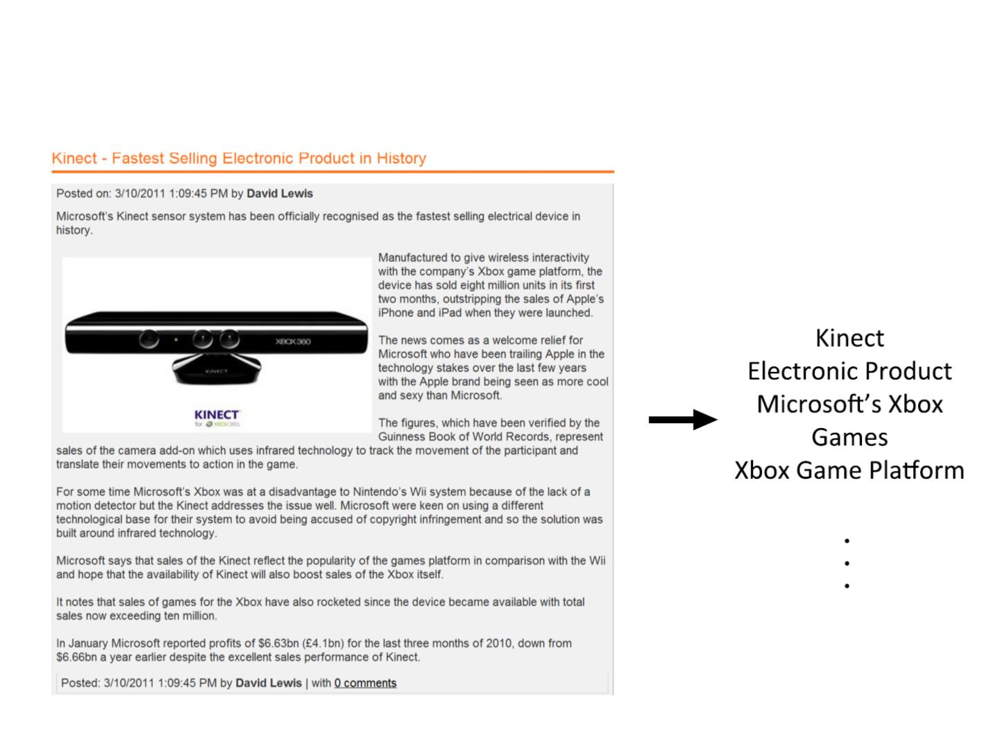 Kinect - Fastest Selling Electronic Product in History
Posted on: 3/10/2011 1:09:45 PM by David Lewis
Microsoft's Kinect sensor system has been officially recognised as the fastest selling electrical device in
history.
Manufactured to give wireless interactivity
with the company's Xbox game platform, the
device has sold eight million units in its first
two months, outstripping the sales of Apple's
iPhone and iPad when they were launched.
The news comes as a welcome relief for
Microsoft who have been trailing Apple in the
technology stakes over the last few years
with the Apple brand being seen as more cool
and sexy than Microsoft.
The figures, which have been verified by the
Guinness Book of World Records, represent
sales of the camera add-on which uses infrared technology to track the movement of the participant and
translate their movements to action in the game.
For some time Microsoft's Xbox was at a disadvantage to Nintendo's Wii system because of the lack of a
motion detector but the Kinect addresses the issue well. Microsoft were keen on using a different
technological base for their system to avoid being accused of copyright infringement and so the solution was
built around infrared technology.
Microsoft says that sales of the Kinect reflect the popularity of the games platform in comparison with the Wii
and hope that the availability of Kinect will also boost sales of the Xbox itself.
It notes that sales of games for the Xbox have also rocketed since the device became available with total
sales now exceeding ten million.
In January Microsoft reported profits of $6.63bn (£4.1bn) for the last three months of 2010, down from
$6.66bn a year earlier despite the excellent sales performance of Kinect.
Posted: 3/10/2011 1:09:45 PM by David Lewis | with 0 comments
XBOX 360
KINECT
KINECT
for XBOX 360.
Kinect
Electronic Product
Microsoft's Xbox
Games
Xbox Game Platform